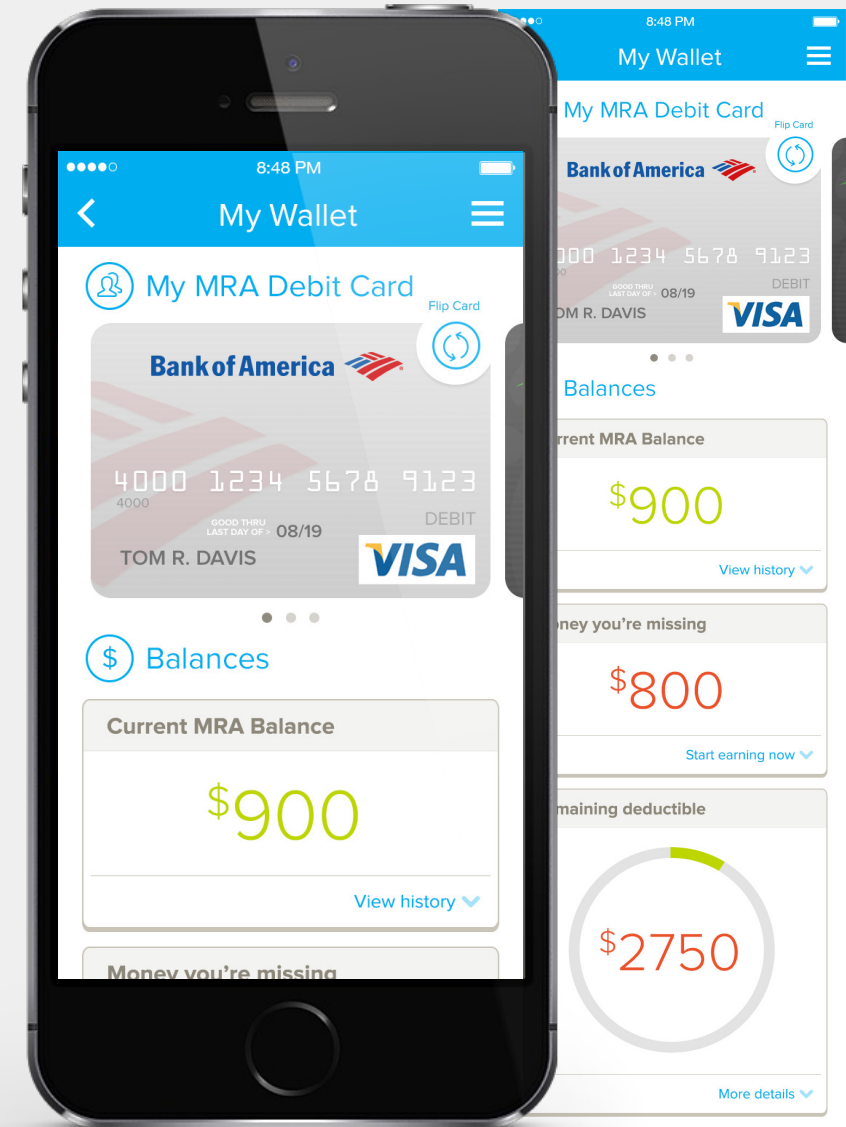 8:48 PM
My Wallet
My MRA Debit Card
Flip Card
Bank of America
4000 1234 5678 9123
4000
DEBIT
GOOD THRU
LAST DAY OF > 08/19
TOM R. DAVIS
VISA
$ Balances
Current MRA Balance
$900
View history
Money you're missing
8:48 PM
My Wallet
My MRA Debit Card
Flip Card
Bank of America
000 1234 5678 9123
00
DEBIT
GOOD THRU
LAST DAY OF > 08/19
OM R. DAVIS
VISA
Balances
rrent MRA Balance
$900
View history
ney you're missing
$800
Start earning now
maining deductible
$2750
More details